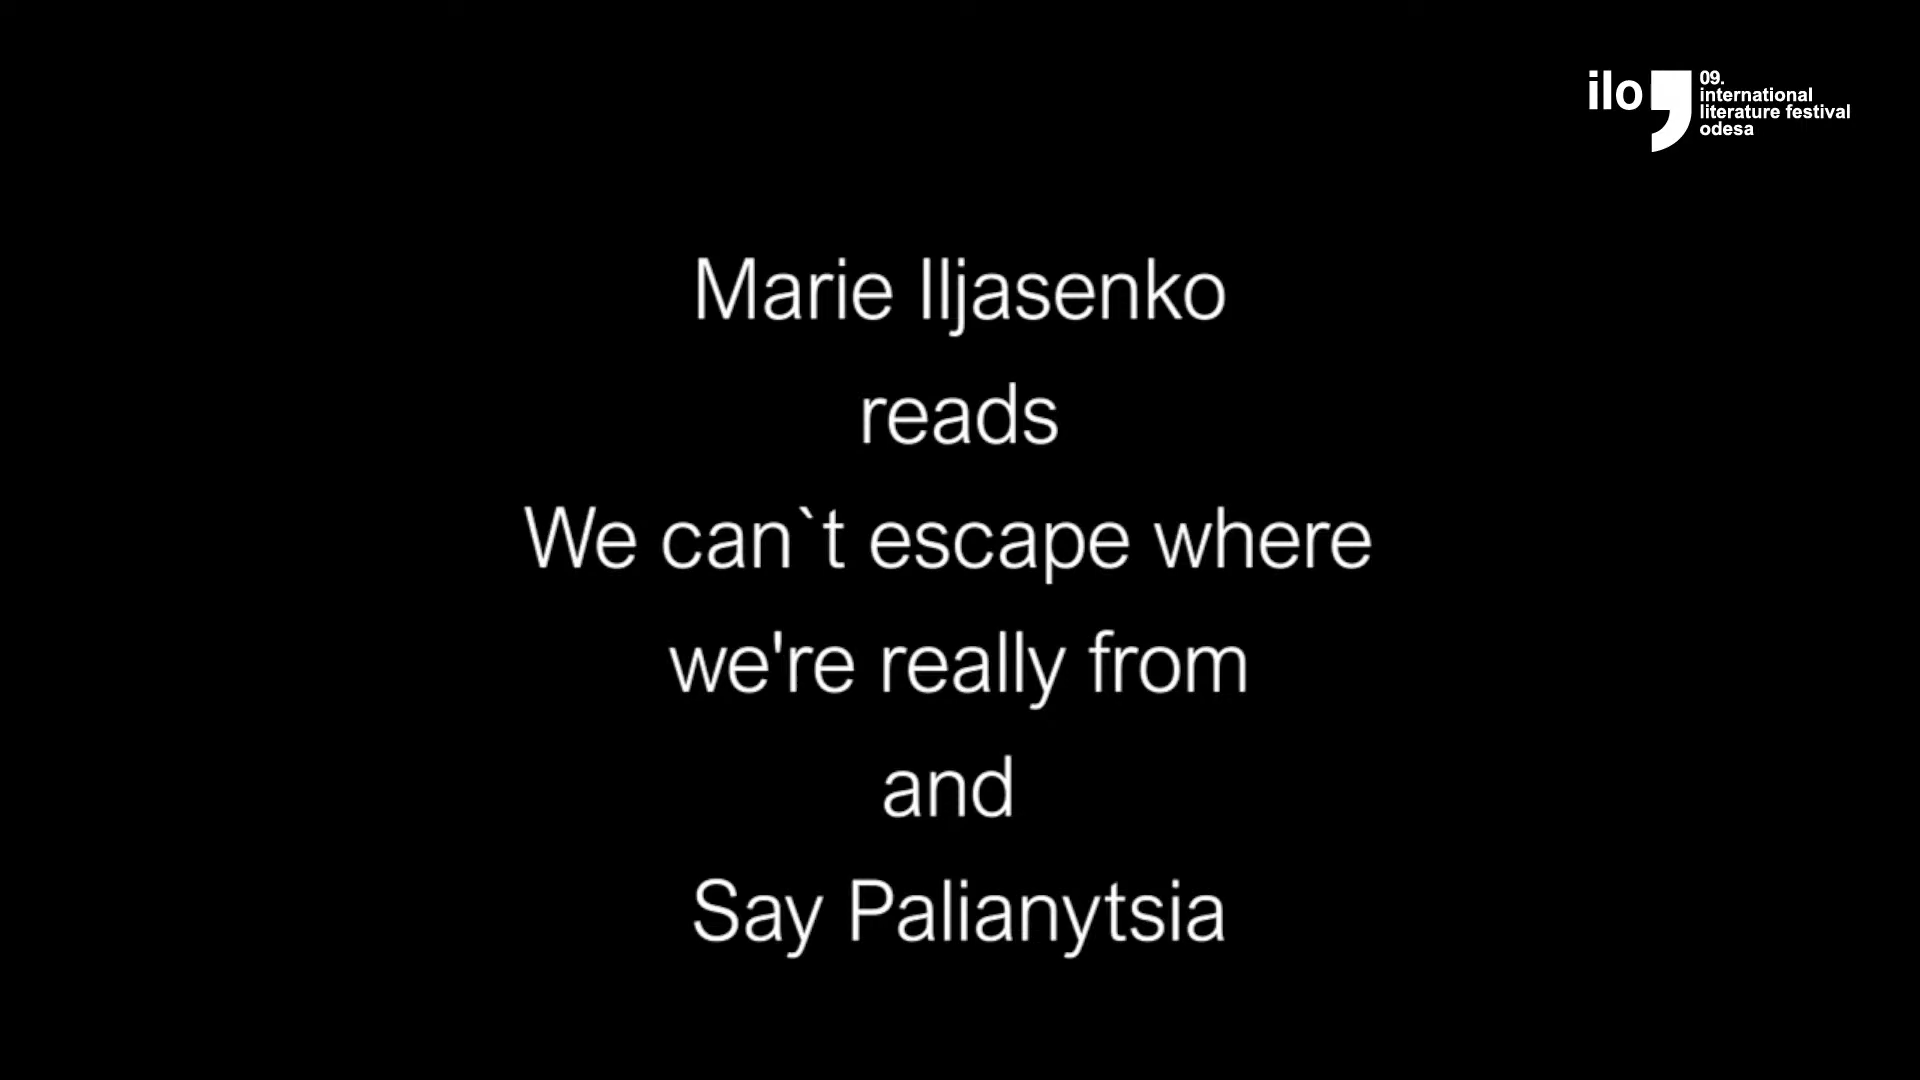 ilo
09.
international
literature festival
odesa
Marie Iljasenko
reads
We can`t escape where
we're really from
and
Say Palianytsia